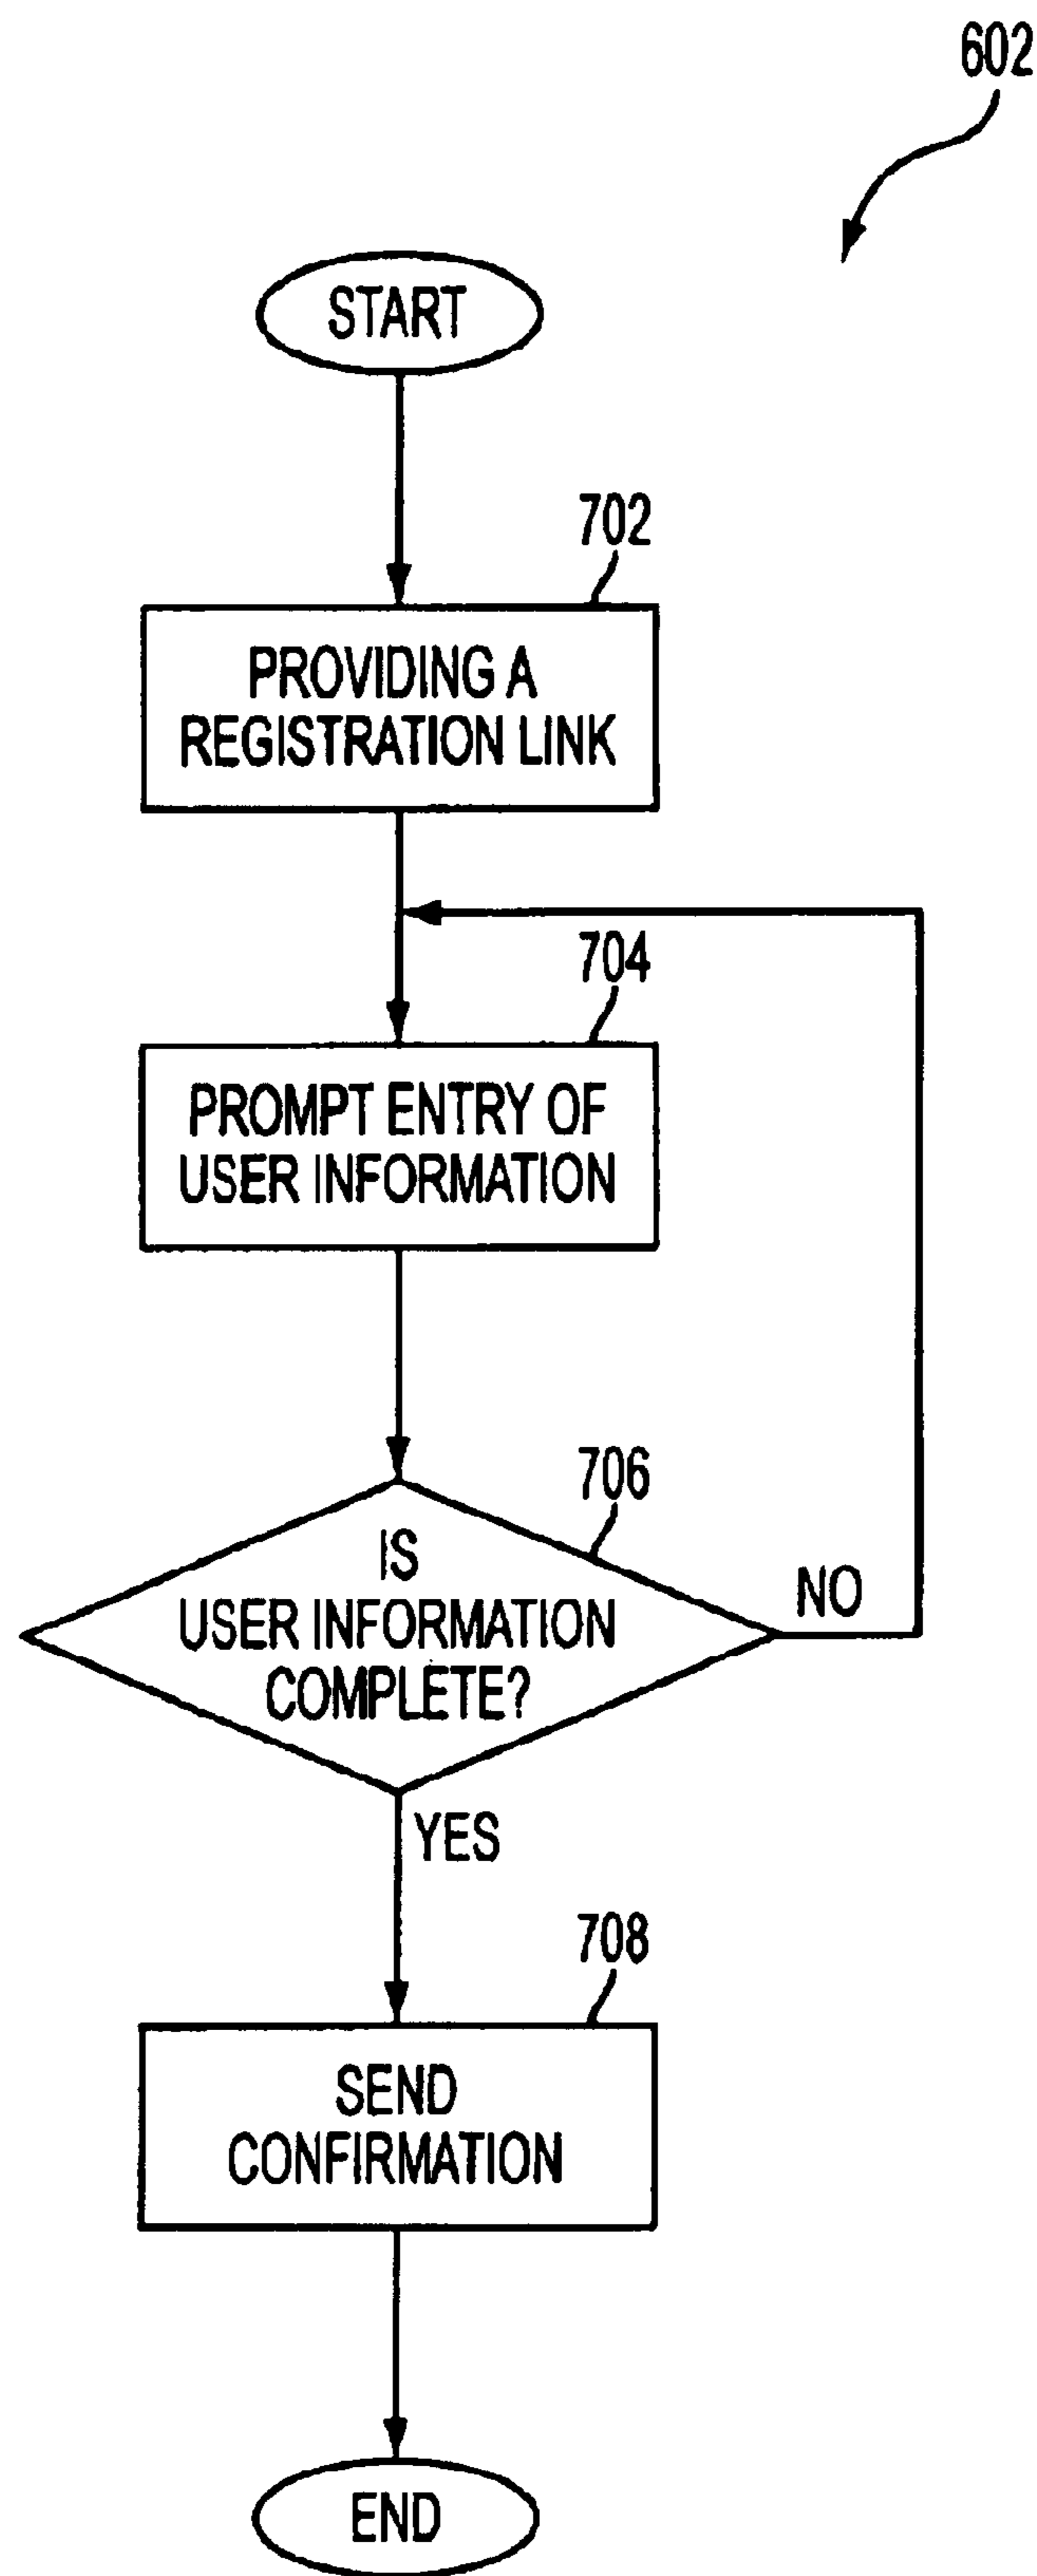 602
START
702
PROVIDING A
REGISTRATION LINK
704
PROMPT ENTRY OF
USER INFORMATION
706
IS
USER INFORMATION
COMPLETE?
NO
YES
708
SEND
CONFIRMATION
END